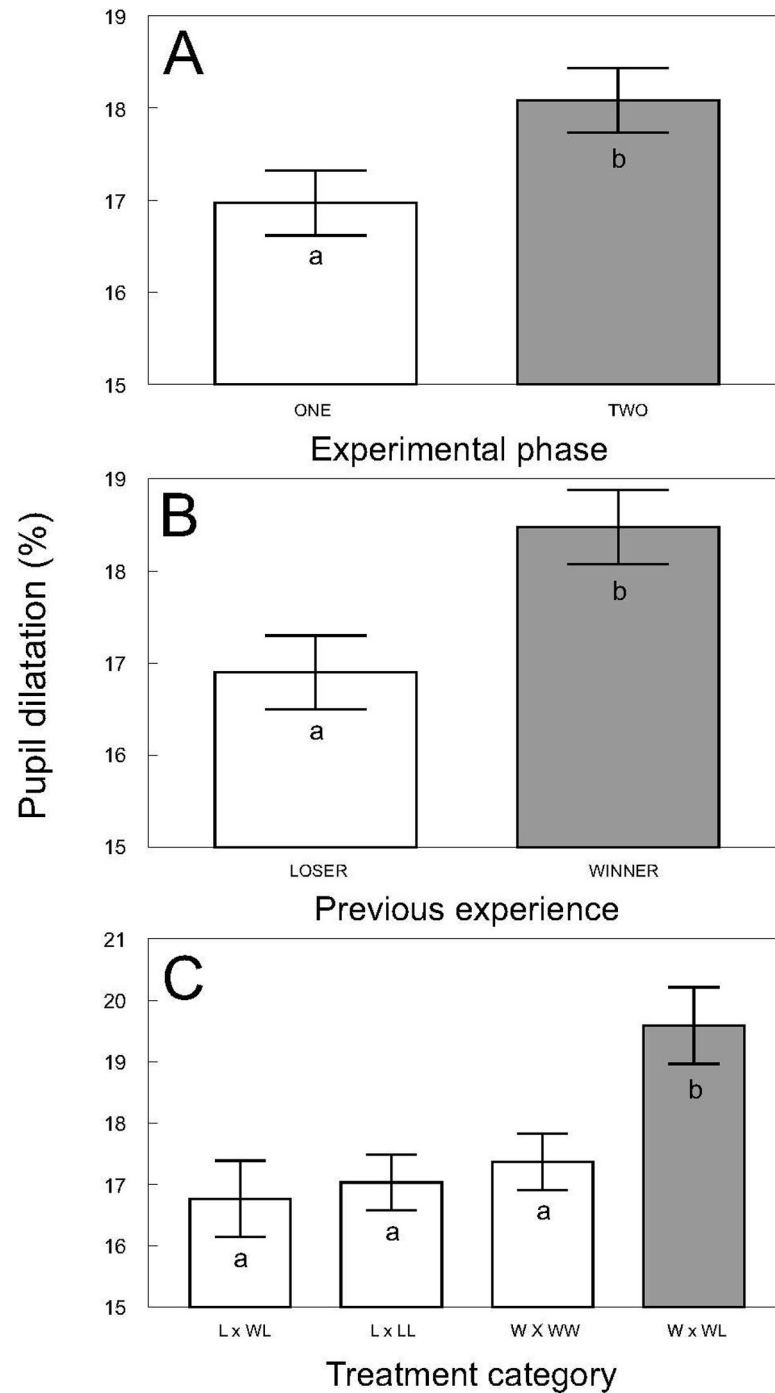 Pupil dilatation (%)
A
19
18
17
16
15
a
b
ONE TWO
Experimental phase
B
19
18
17
16
15
a
b
LOSER WINNER
Previous experience
C
21
20
19
18
17
16
15
a a a b
L x WL L x LL W X WW W x WL
Treatment category